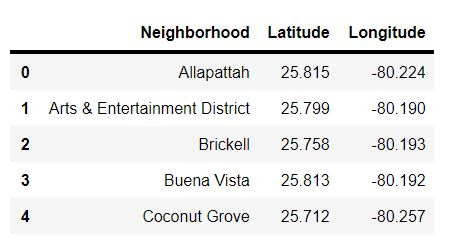 Neighborhood Latitude Longitude
0 Allapattah 25.815 -80.224
1 Arts & Entertainment District 25.799 -80.190
2 Brickell 25.758 -80.193
3 Buena Vista 25.813 -80.192
4 Coconut Grove 25.712 -80.257